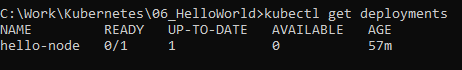 C:\Work\Kubernetes\06_HelloWorld>kubectl get deployments
NAME READY UP-TO-DATE AVAILABLE AGE
hello-node 0/1 1 0 57m